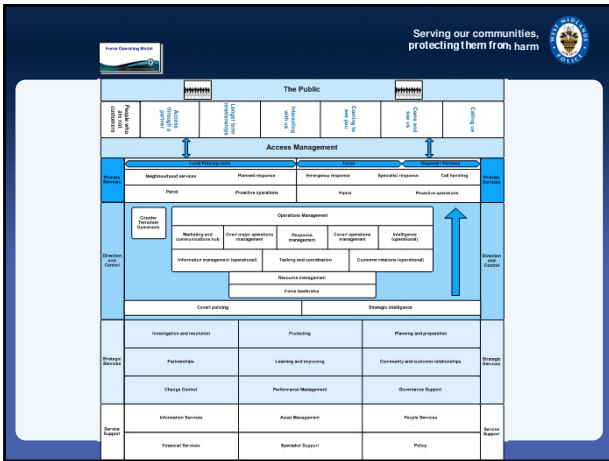 Serving our communities,
protecting them from harm
WEST MIDLANDS
POLICE
Force Operating Model
The Public
People who
are not
customers
Access
through a
partner
Longer term
relationships
Interacting
with us
Coming to
see you
Come and
see us
Calling us
Access Management
Primary
Services
Local Policing Units
Force
Regional / Partners
Neighbourhood services
Planned response
Emergency response
Specialist response
Call handling
Patrol
Proactive operations
Patrol
Proactive operations
Primary
Services
Direction
and
Control
Counter
Terrorism
Operations
Operations Management
Marketing and
communications hub
Overt major operations
management
Response
management
Covert operations
management
Intelligence
(operational)
Information management (operational)
Tasking and coordination
Customer relations (operational)
Resource management
Force leadership
Covert policing
Strategic intelligence
Direction
and
Control
Strategic
Services
Investigation and resolution
Protecting
Planning and preparation
Partnerships
Learning and improving
Community and customer relationships
Change Control
Performance Management
Governance Support
Strategic
Services
Service
Support
Information Services
Asset Management
People Services
Financial Services
Specialist Support
Policy
Service
Support